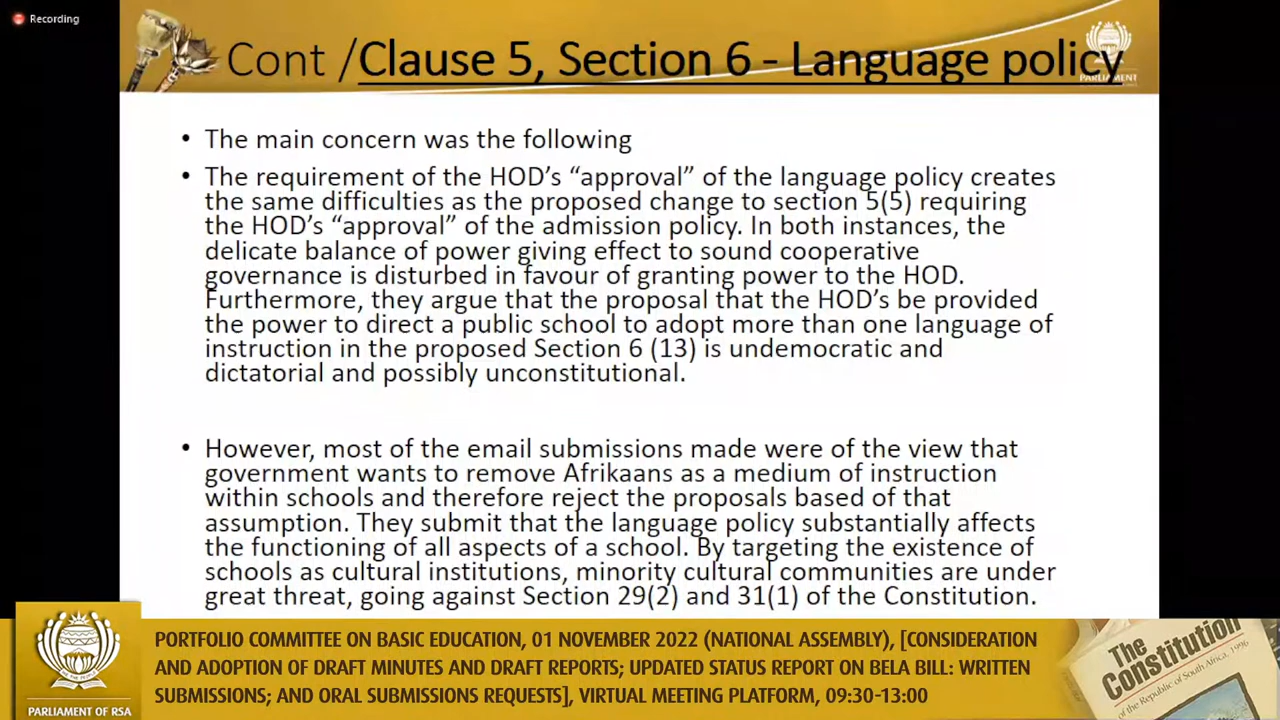 Recording
Cont /Clause 5, Section 6 - Language policy
PARLIAMENT
• The main concern was the following
• The requirement of the HOD's “approval” of the language policy creates
the same difficulties as the proposed change to section 5(5) requiring
the HOD's “approval” of the admission policy. In both instances, the
delicate balance of power giving effect to sound cooperative
governance is disturbed in favour of granting power to the HOD.
Furthermore, they argue that the proposal that the HOD's be provided
the power to direct a public school to adopt more than one language of
instruction in the proposed Section 6 (13) is undemocratic and
dictatorial and possibly unconstitutional.
• However, most of the email submissions made were of the view that
government wants to remove Afrikaans as a medium of instruction
within schools and therefore reject the proposals based of that
assumption. They submit that the language policy substantially affects
the functioning of all aspects of a school. By targeting the existence of
schools as cultural institutions, minority cultural communities are under
great threat, going against Section 29(2) and 31(1) of the Constitution.
PORTFOLIO COMMITTEE ON BASIC EDUCATION, 01 NOVEMBER 2022 (NATIONAL ASSEMBLY), [CONSIDERATION
AND ADOPTION OF DRAFT MINUTES AND DRAFT REPORTS; UPDATED STATUS REPORT ON BELA BILL: WRITTEN
SUBMISSIONS; AND ORAL SUBMISSIONS REQUESTS], VIRTUAL MEETING PLATFORM, 09:30-13:00
PARLIAMENT OF RSA
The
Constitution
of the Republic of South Africa, 1996